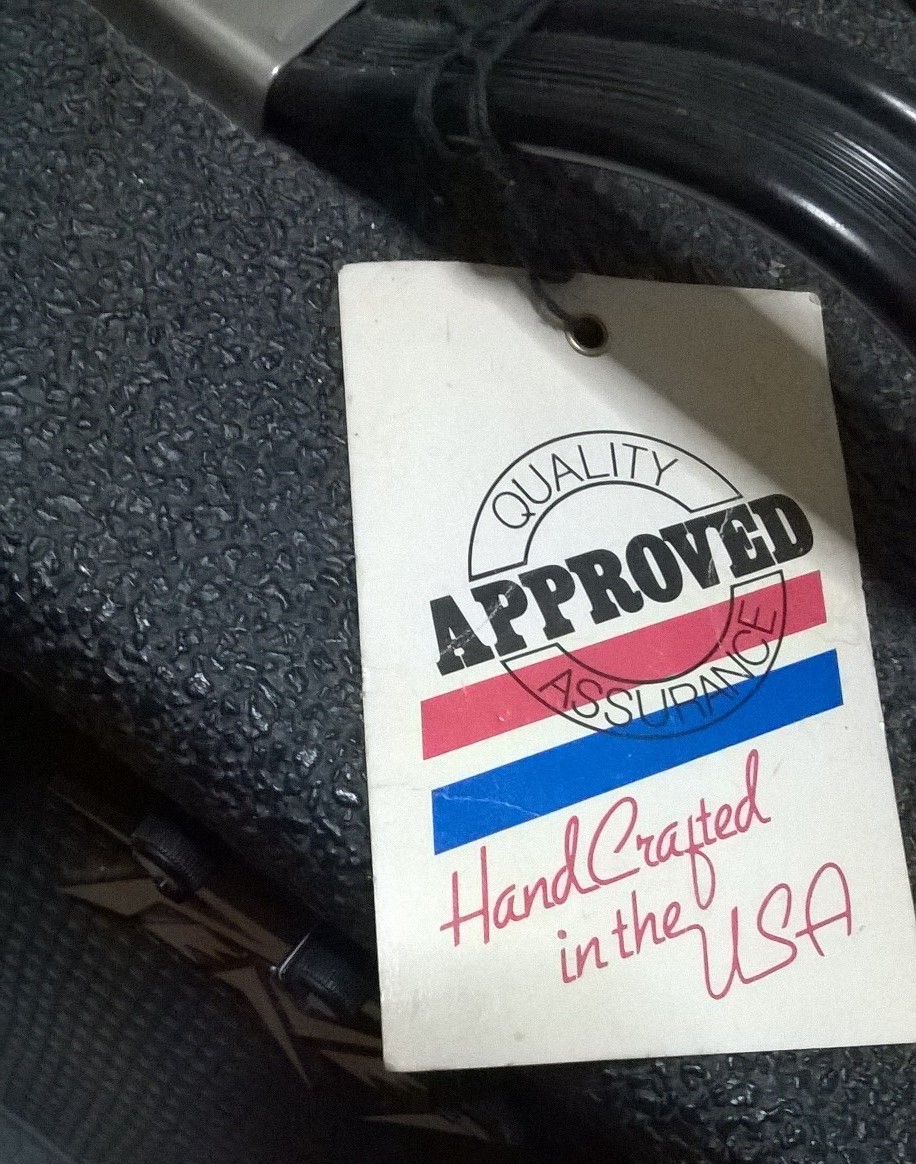 QUALITY
APPROVED
ASSURANCE
HandCrafted
in the USA